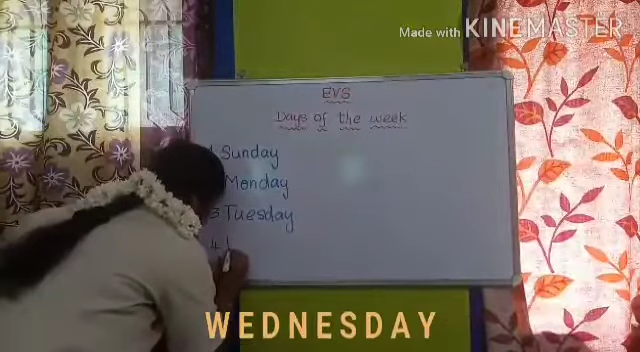 Made with KINEMASTER
EVS
Days of the week
Sunday
Monday
3 Tuesday
4
WEDNESDAY